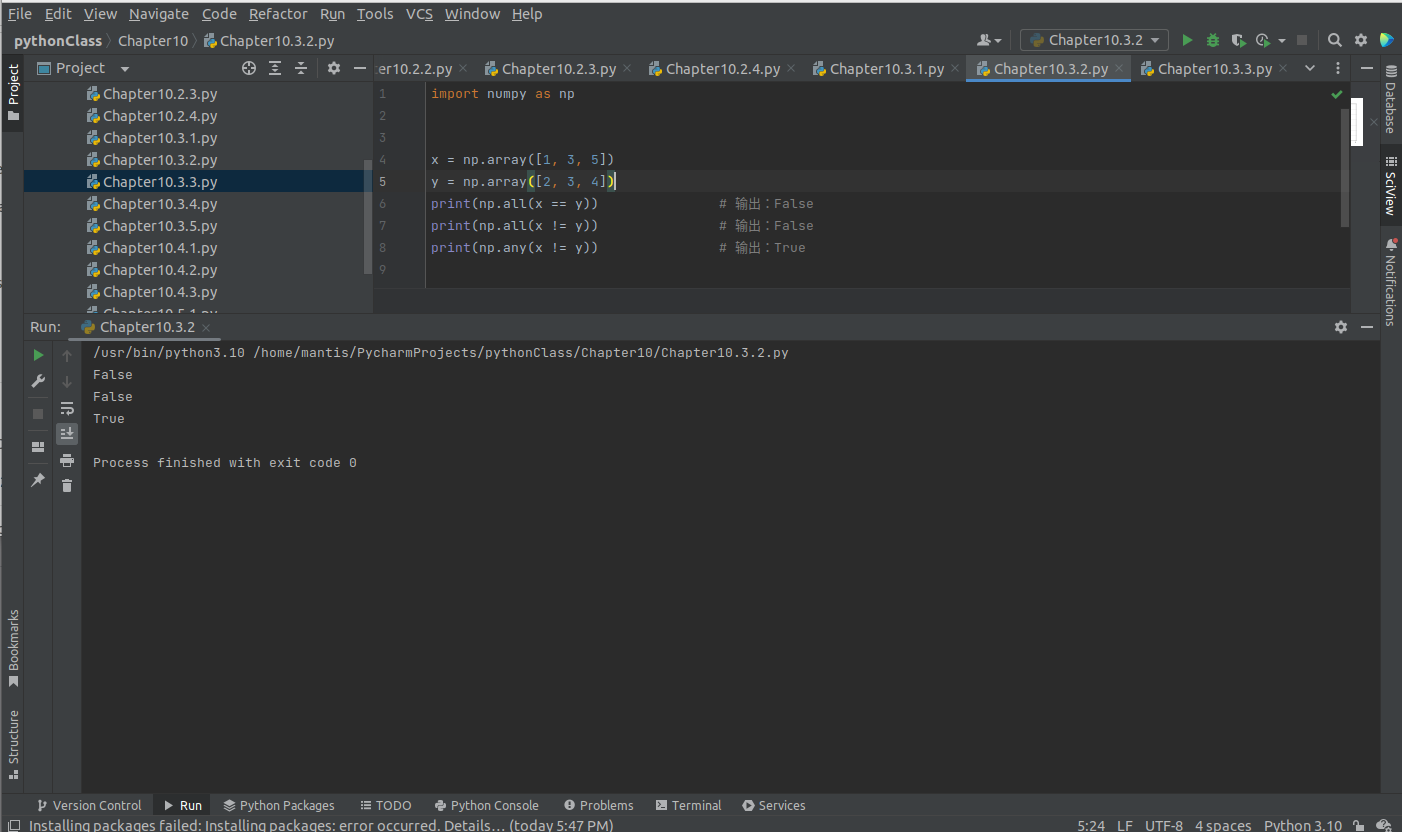 File Edit View Navigate Code Refactor Run Tools VCS Window Help
pythonClass Chapter10 Chapter10.3.2.py Chapter10.3.2
Project
Project
er10.2.2.py Chapter10.2.3.py Chapter10.2.4.py Chapter10.3.1.py Chapter10.3.2.py Chapter10.3.3.py
Chapter10.2.3.py
Chapter10.2.4.py
Chapter10.3.1.py
Chapter10.3.2.py
Chapter10.3.3.py
Chapter10.3.4.py
Chapter10.3.5.py
Chapter10.4.1.py
Chapter10.4.2.py
Chapter10.4.3.py
Chapter10.5.1.py
1 import numpy as np
2
3
4 x = np.array([1, 3, 5])
5 y = np.array([2, 3, 4])
6 print(np.all(x == y)) # 输出：False
7 print(np.all(x != y)) # 输出：False
8 print(np.any(x != y)) # 输出：True
9
Database
SciView
Notifications
Run: Chapter10.3.2
/usr/bin/python3.10 /home/mantis/PycharmProjects/pythonClass/Chapter10/Chapter10.3.2.py
False
False
True
Process finished with exit code 0
Bookmarks
Structure
Version Control Run Python Packages TODO Python Console Problems Terminal Services
Installing packages failed: Installing packages: error occurred. Details... (today 5:47 PM) 5:24 LF UTF-8 4 spaces Python 3.10